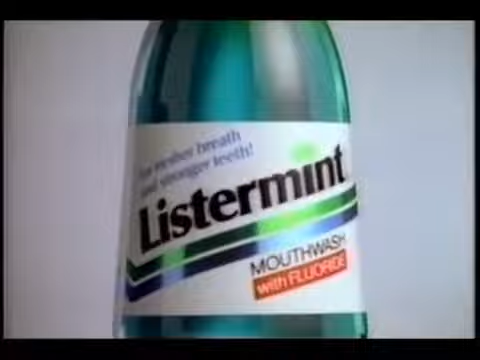 For fresher breath
and stronger teeth!
Listermint
MOUTHWASH
with FLUORIDE